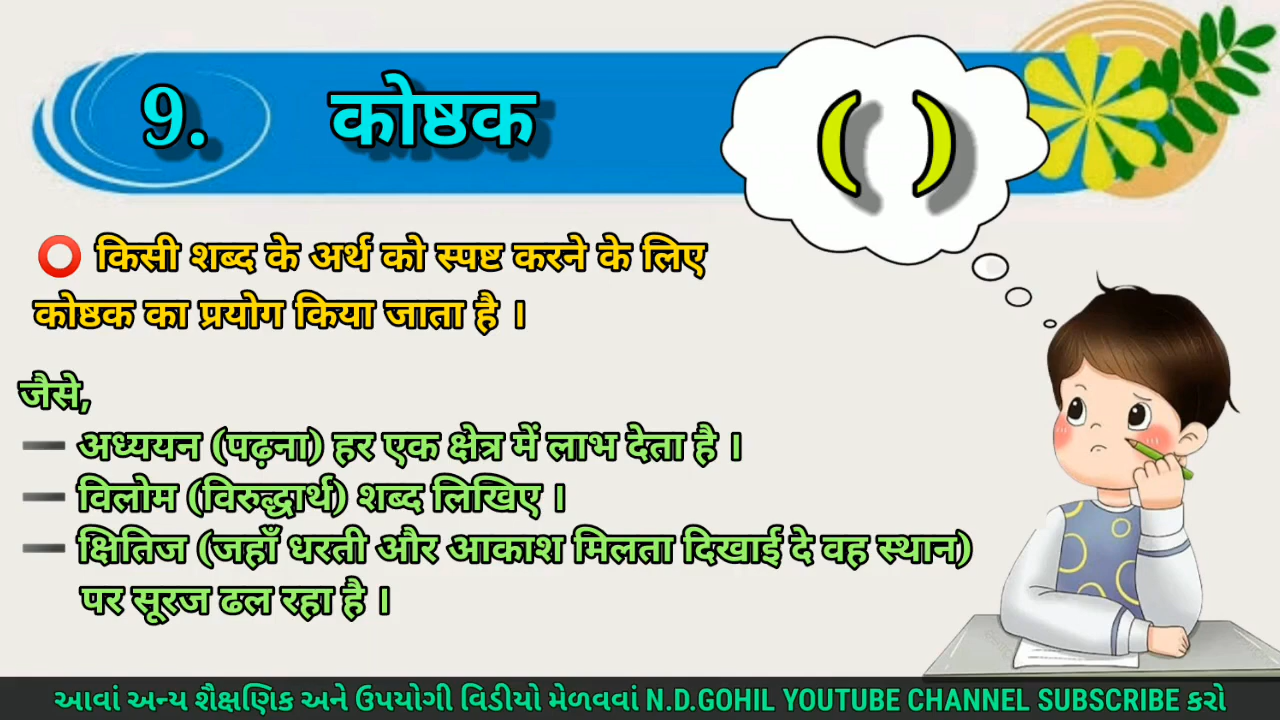 9. कोष्ठक
( )
⭕ किसी शब्द के अर्थ को स्पष्ट करने के लिए
कोष्ठक का प्रयोग किया जाता है ।
जैसे,
➖ अध्ययन (पढ़ना) हर एक क्षेत्र में लाभ देता है ।
➖ विलोम (विरुद्धार्थ) शब्द लिखिए ।
➖ क्षितिज (जहाँ धरती और आकाश मिलता दिखाई दे वह स्थान)
पर सूरज ढल रहा है ।
આવાં અન્ય શૈક્ષણિક અને ઉપયોગી વિડીયો મેળવવાં N.D.GOHIL YOUTUBE CHANNEL SUBSCRIBE કરો